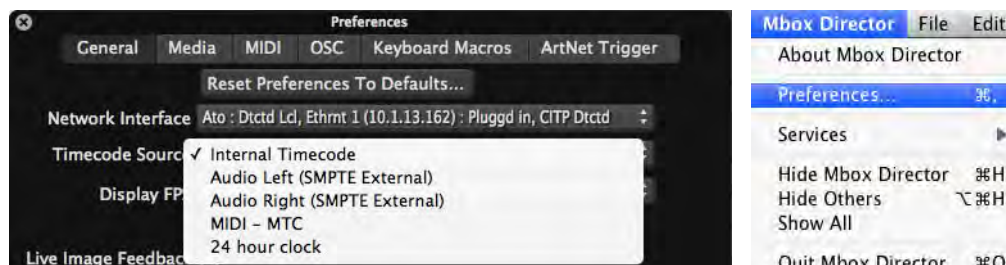 Preferences
General Media MIDI OSC Keyboard Macros ArtNet Trigger
Reset Preferences To Defaults...
Network Interface Ato : Dtctd Lcl, Ethrnt 1 (10.1.13.162) : Pluggd in, CITP Dtctd
Timecode Sourc ✓ Internal Timecode
Audio Left (SMPTE External)
Display FP
Audio Right (SMPTE External)
MIDI – MTC
24 hour clock
Live Image Feedbac
Mbox Director File Edit
About Mbox Director
Preferences... ⌘,
Services ▶
Hide Mbox Director ⌘H
Hide Others ⌥⌘H
Show All
Quit Mbox Director ⌘Q